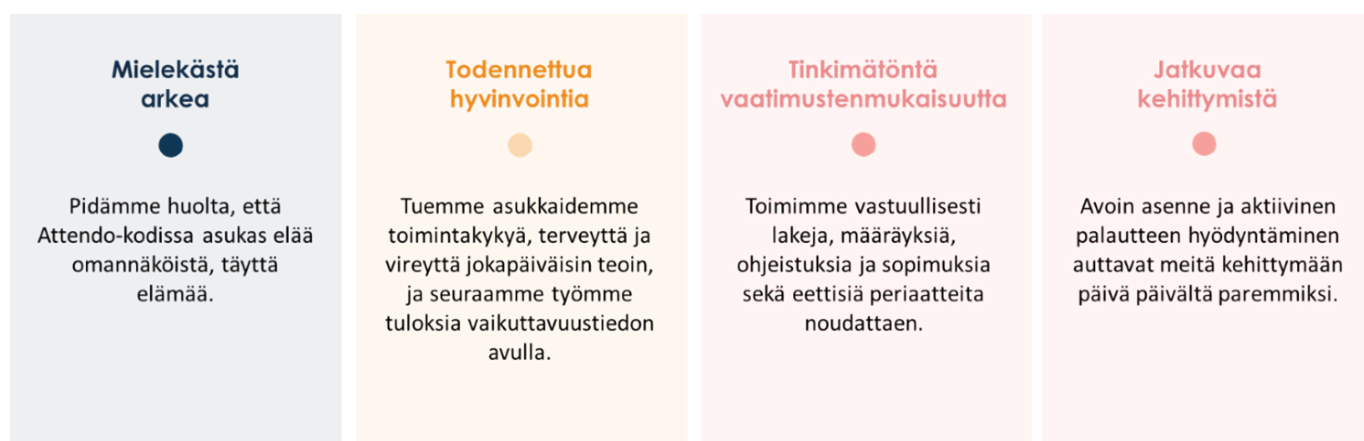 Mielekästä
arkea
Pidämme huolta, että
Attendo-kodissa asukas elää
omannäköistä, täyttä
elämää.
Todennettua
hyvinvointia
Tuemme asukkaidemme
toimintakykyä, terveyttä ja
vireyttä jokapäiväisin teoin,
ja seuraamme työmme
tuloksia vaikuttavuustiedon
avulla.
Tinkimätöntä
vaatimustenmukaisuutta
Toimimme vastuullisesti
lakeja, määräyksiä,
ohjeistuksia ja sopimuksia
sekä eettisiä periaatteita
noudattaen.
Jatkuvaa
kehittymistä
Avoin asenne ja aktiivinen
palautteen hyödyntäminen
auttavat meitä kehittymään
päivä päivältä paremmiksi.